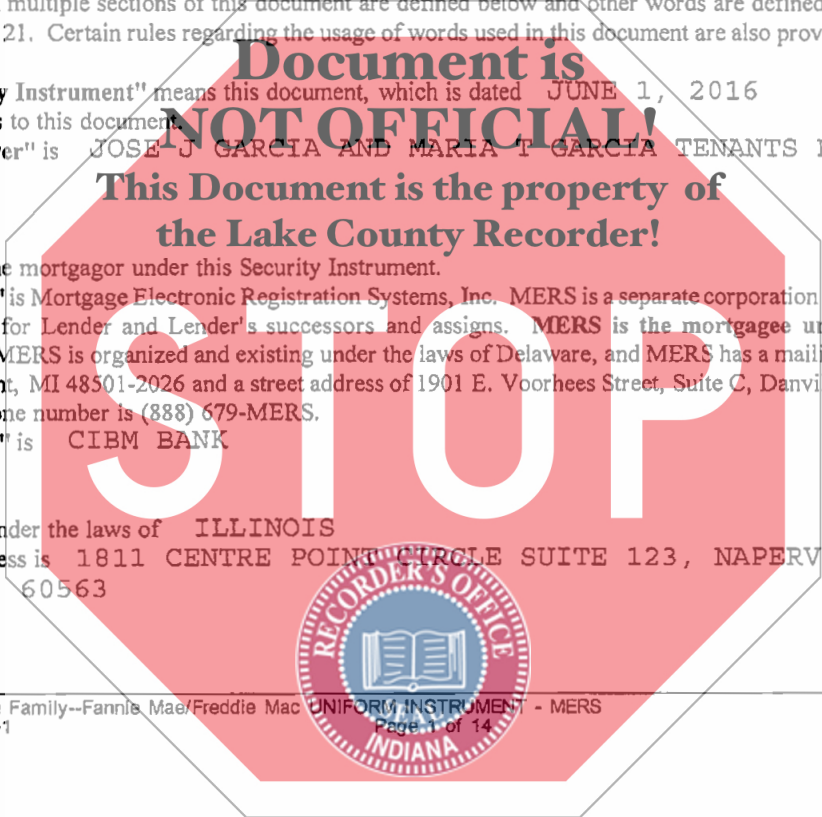 multiple sections of this document are defined below and other words are defined
21. Certain rules regarding the usage of words used in this document are also prov
Document is
y Instrument" means this document, which is dated JUNE 1, 2016
to this document.
NOT OFFICIAL!
er" is JOSE J GARCIA AND MARIA T GARCIA TENANTS
This Document is the property of
the Lake County Recorder!
e mortgagor under this Security Instrument.
" is Mortgage Electronic Registration Systems, Inc. MERS is a separate corporation
for Lender and Lender's successors and assigns. MERS is the mortgagee un
MERS is organized and existing under the laws of Delaware, and MERS has a maili
t, MI 48501-2026 and a street address of 1901 E. Voorhees Street, Suite C, Danvi
ne number is (888) 679-MERS.
" is CIBM BANK
STOP
nder the laws of ILLINOIS
ess is 1811 CENTRE POINT CIRCLE SUITE 123, NAPERV
60563
RECORDER'S OFFICE
Family--Fannie Mae/Freddie Mac UNIFORM INSTRUMENT - MERS
1
SEAL
Page 1 of 14
INDIANA